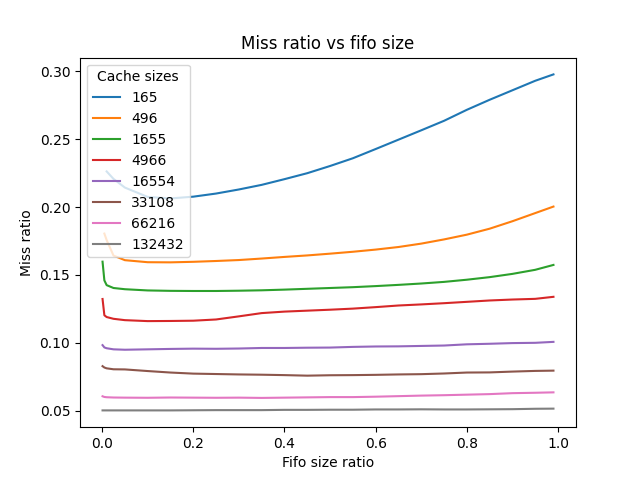 Miss ratio vs fifo size
Cache sizes
165
496
1655
4966
16554
33108
66216
132432
0.30
0.25
0.20
0.15
0.10
0.05
Miss ratio
0.0 0.2 0.4 0.6 0.8 1.0
Fifo size ratio